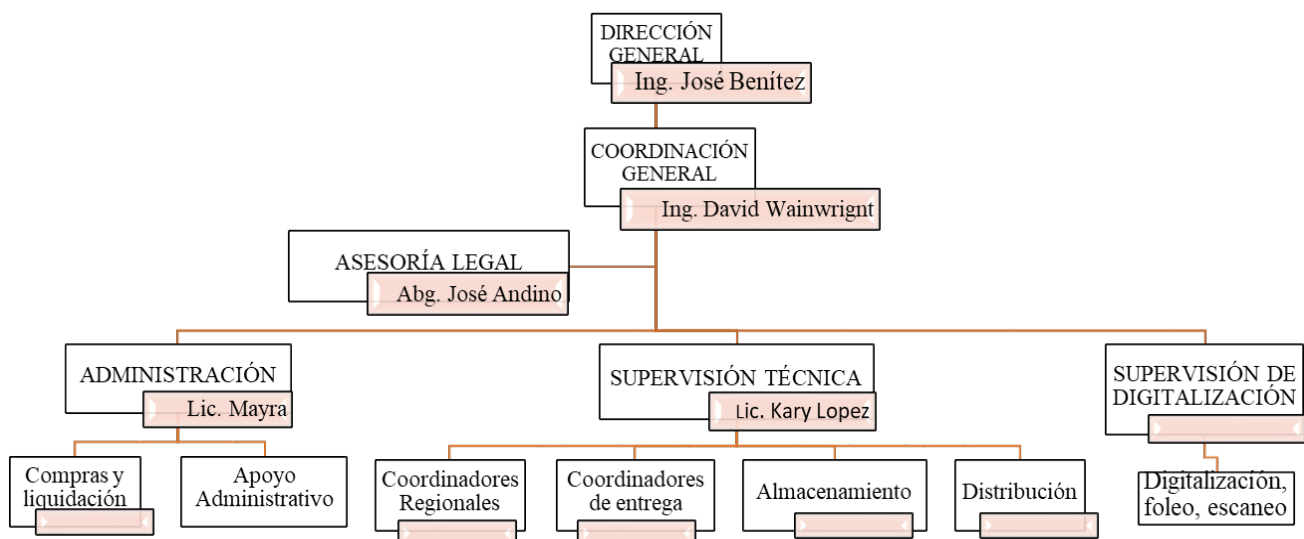 DIRECCIÓN
GENERAL
Ing. José Benítez
COORDINACIÓN
GENERAL
Ing. David Wainwrignt
ASESORÍA LEGAL
Abg. José Andino
ADMINISTRACIÓN
Lic. Mayra
SUPERVISIÓN TÉCNICA
Lic. Kary Lopez
SUPERVISIÓN DE
DIGITALIZACIÓN
Compras y
liquidación
Apoyo
Administrativo
Coordinadores
Regionales
Coordinadores
de entrega
Almacenamiento
Distribución
Digitalización,
foleo, escaneo